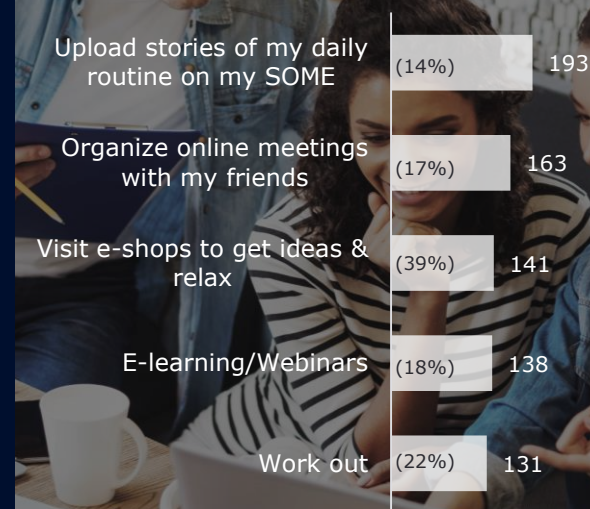 Upload stories of my daily
routine on my SOME
(14%)
193
Organize online meetings
with my friends
(17%)
163
Visit e-shops to get ideas &
relax
(39%)
141
E-learning/Webinars
(18%)
138
Work out
(22%)
131